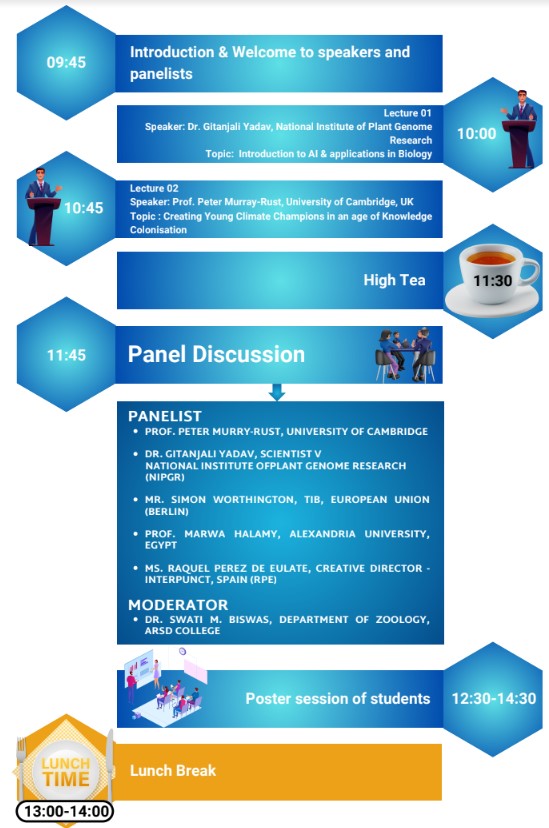 09:45
Introduction & Welcome to speakers and
panelists
Lecture 01
Speaker: Dr. Gitanjali Yadav, National Institute of Plant Genome
Research
Topic: Introduction to AI & applications in Biology
10:00
10:45
Lecture 02
Speaker: Prof. Peter Murray-Rust, University of Cambridge, UK
Topic : Creating Young Climate Champions in an age of Knowledge
Colonisation
High Tea
11:30
11:45
Panel Discussion
PANELIST
• PROF. PETER MURRY-RUST, UNIVERSITY OF CAMBRIDGE
• DR. GITANJALI YADAV, SCIENTIST V
NATIONAL INSTITUTE OFPLANT GENOME RESEARCH
(NIPGR)
• MR. SIMON WORTHINGTON, TIB, EUROPEAN UNION
(BERLIN)
• PROF. MARWA HALAMY, ALEXANDRIA UNIVERSITY,
EGYPT
• MS. RAQUEL PEREZ DE EULATE, CREATIVE DIRECTOR -
INTERPUNCT, SPAIN (RPE)
MODERATOR
• DR. SWATI M. BISWAS, DEPARTMENT OF ZOOLOGY,
ARSD COLLEGE
Poster session of students
12:30-14:30
LUNCH
TIME
13:00-14:00
Lunch Break